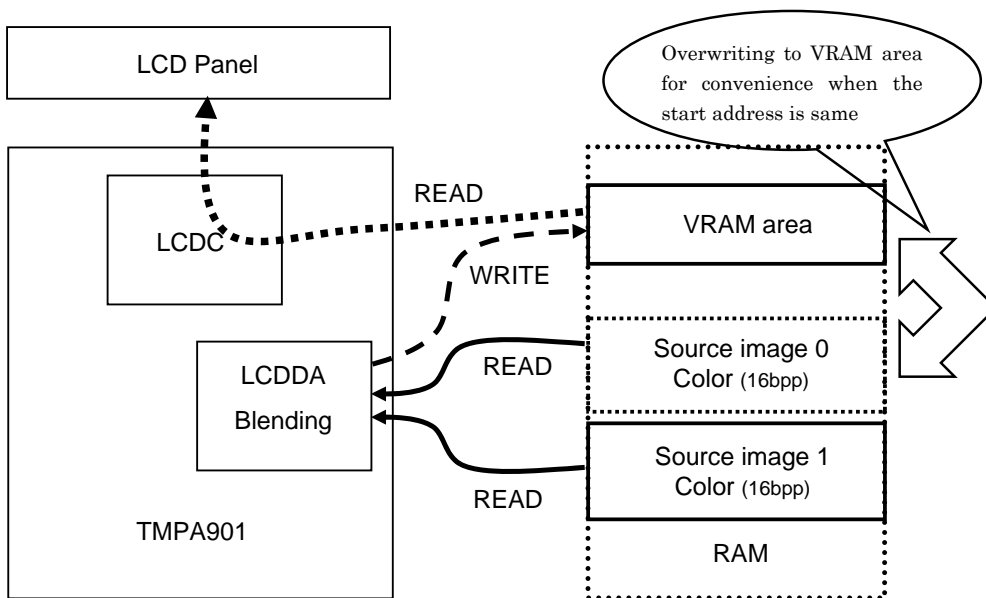 LCD Panel
Overwriting to VRAM area
for convenience when the
start address is same
LCDC
READ
VRAM area
WRITE
LCDDA
Blending
READ
Source image 0
Color (16bpp)
READ
Source image 1
Color (16bpp)
TMPA901
RAM